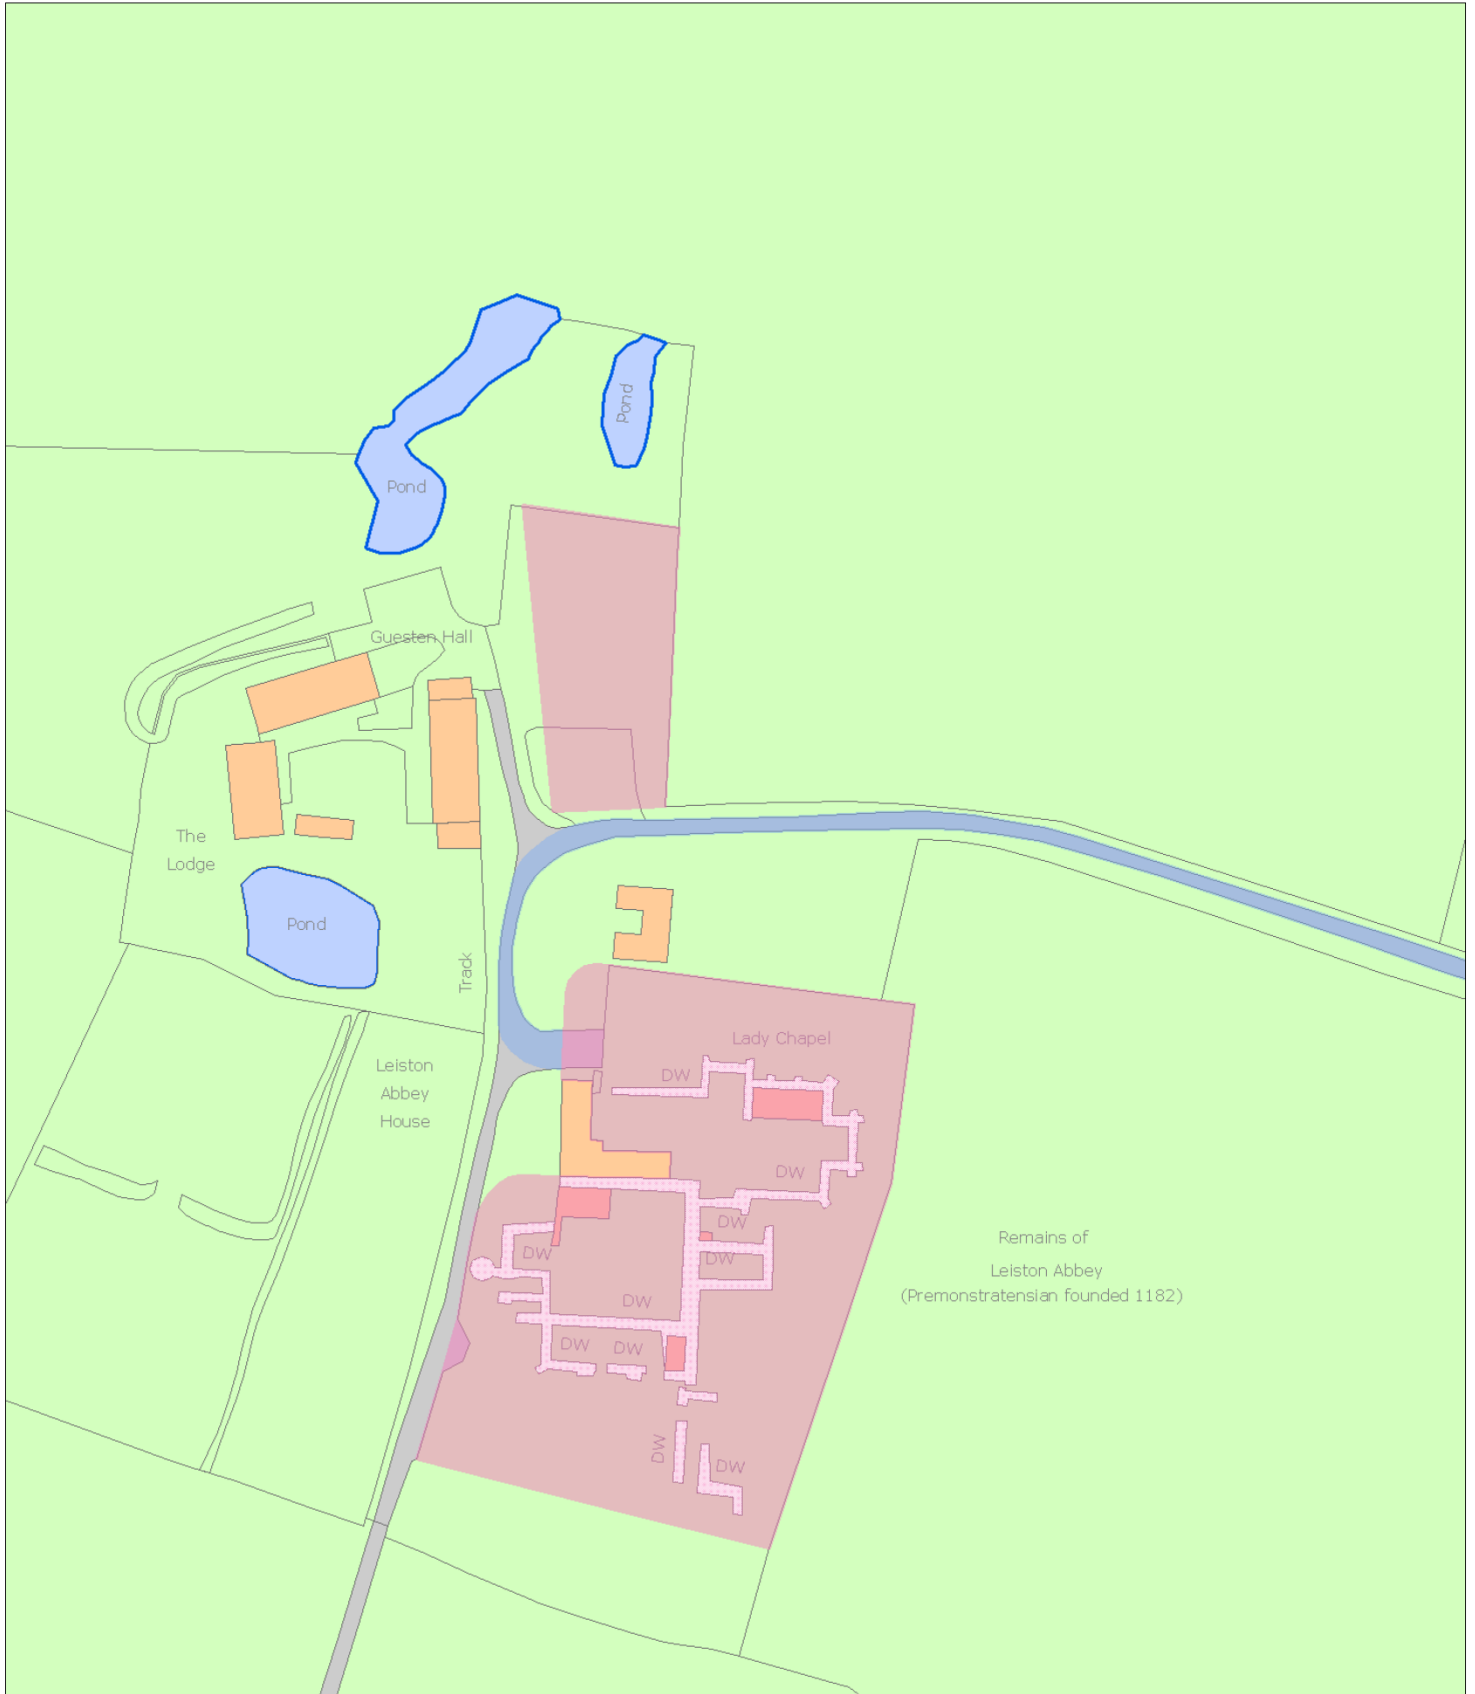 Pond
Pond
Guesten Hall
The
Lodge
Pond
Track
Leiston
Abbey
House
Lady Chapel
DW
DW
DW
DW
DW
DW
DW
DW
Remains of
Leiston Abbey
(Premonstratensian founded 1182)
DW
DW